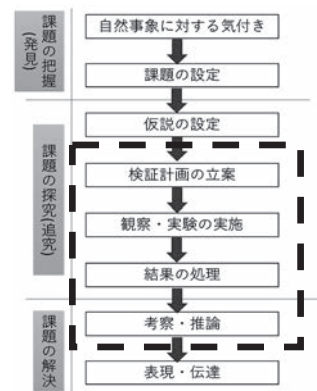 課題の把握(発見)
自然事象に対する気付き
課題の設定
課題の探究(追究)
仮説の設定
検証計画の立案
観察・実験の実施
結果の処理
課題の解決
考察・推論
表現・伝達